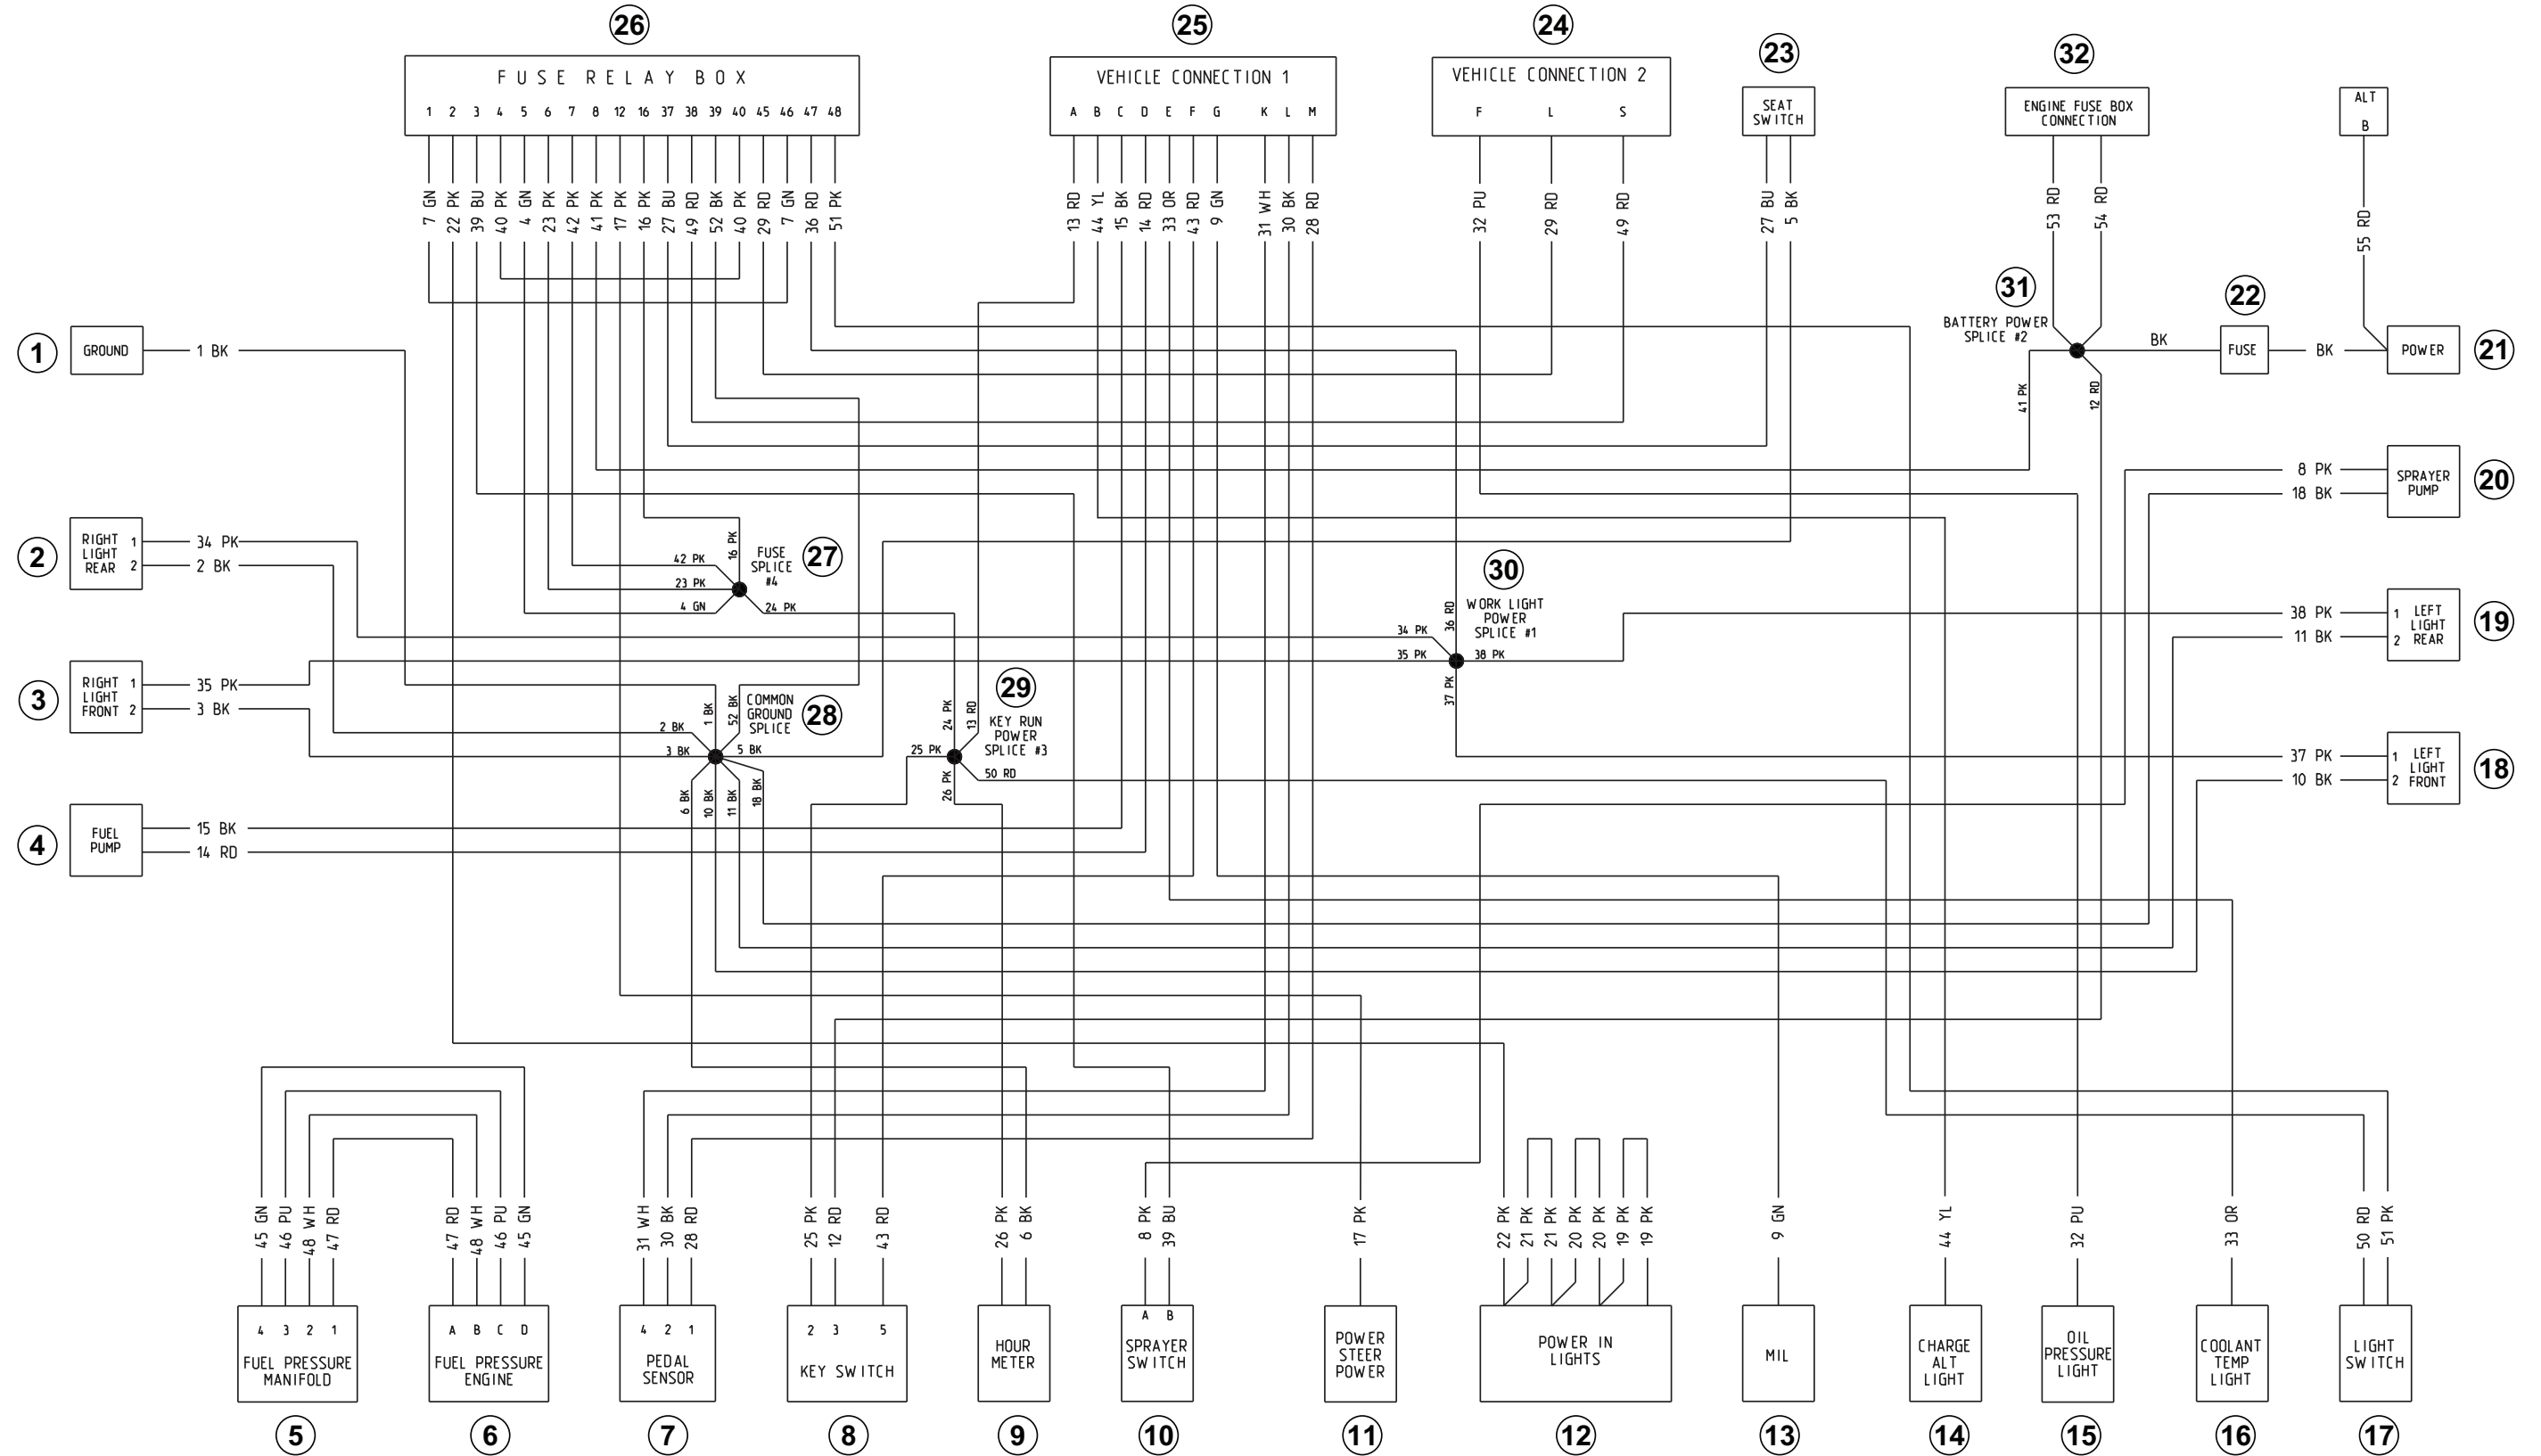 26
25
24
23
32
FUSE RELAY BOX
1 2 3 4 5 6 7 8 12 16 37 38 39 40 45 46 47 48
VEHICLE CONNECTION 1
A B C D E F G K L M
VEHICLE CONNECTION 2
F L S
SEAT
SWITCH
ENGINE FUSE BOX
CONNECTION
ALT
B
7 GN
22 PK
39 BU
40 PK
4 GN
23 PK
42 PK
41 PK
17 PK
16 PK
27 BU
49 RD
52 BK
40 PK
29 RD
7 GN
36 RD
51 PK
13 RD
44 YL
15 BK
14 RD
33 OR
43 RD
9 GN
31 WH
30 BK
28 RD
32 PU
29 RD
49 RD
27 BU
5 BK
53 RD
54 RD
55 RD
31
BATTERY POWER
SPLICE #2
22
1
GROUND
1 BK
BK
FUSE
BK
POWER
21
41 PK
12 RD
8 PK
18 BK
SPRAYER
PUMP
20
2
RIGHT 1
LIGHT
REAR 2
34 PK
2 BK
16 PK
42 PK
23 PK
4 GN
24 PK
FUSE
SPLICE
#4
27
30
WORK LIGHT
POWER
SPLICE #1
36 RD
34 PK
35 PK
38 PK
37 PK
38 PK
11 BK
1 LEFT
LIGHT
2 REAR
19
3
RIGHT 1
LIGHT
FRONT 2
35 PK
3 BK
1 BK
52 BK
2 BK
3 BK
5 BK
COMMON
GROUND
SPLICE
28
6 BK
10 BK
11 BK
18 BK
29
KEY RUN
POWER
SPLICE #3
24 PK
13 RD
25 PK
26 PK
50 RD
37 PK
10 BK
1 LEFT
LIGHT
2 FRONT
18
4
FUEL
PUMP
15 BK
14 RD
45 GN
46 PU
48 WH
47 RD
47 RD
48 WH
46 PU
45 GN
31 WH
30 BK
28 RD
25 PK
12 RD
43 RD
26 PK
6 BK
8 PK
39 BU
17 PK
22 PK
21 PK
21 PK
20 PK
20 PK
19 PK
19 PK
9 GN
44 YL
32 PU
33 OR
50 RD
51 PK
4 3 2 1
FUEL PRESSURE
MANIFOLD
A B C D
FUEL PRESSURE
ENGINE
4 2 1
PEDAL
SENSOR
2 3 5
KEY SWITCH
HOUR
METER
A B
SPRAYER
SWITCH
POWER
STEER
POWER
POWER IN
LIGHTS
MIL
CHARGE
ALT
LIGHT
OIL
PRESSURE
LIGHT
COOLANT
TEMP
LIGHT
LIGHT
SWITCH
5
6
7
8
9
10
11
12
13
14
15
16
17